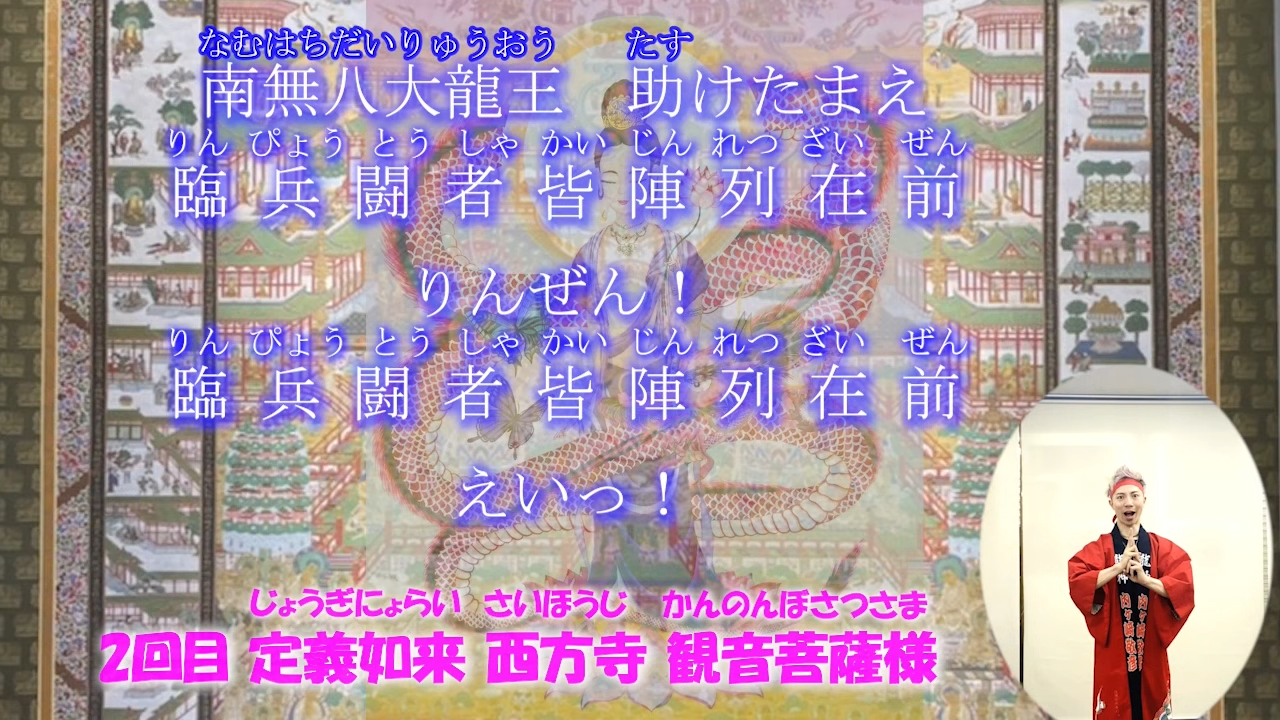 なむはちだいりゅうおう たす
南無八大龍王 助けたまえ
りん ぴょう とう しゃ かい じん れつ ざい ぜん
臨 兵 闘 者 皆 陣 列 在 前
りんぜん！
りん ぴょう とう しゃ かい じん れつ ざい ぜん
臨 兵 闘 者 皆 陣 列 在 前
えいっ！
じょうぎにょらい さいほうじ かんのんぼさつさま
2回目 定義如来 西方寺 観音菩薩様